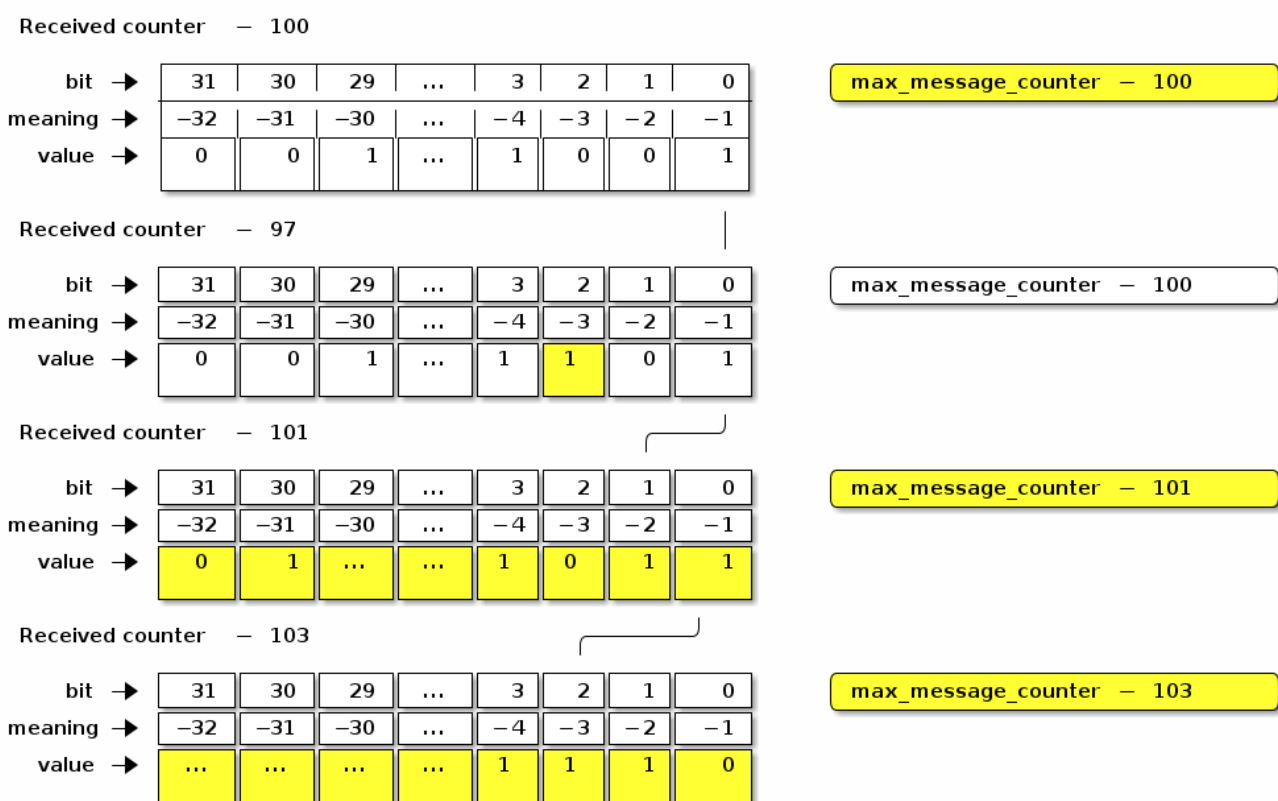 Received counter — 100
bit 31 30 29 ... 3 2 1 0 max_message_counter — 100
meaning −32 −31 −30 ... −4 −3 −2 −1
value 0 0 1 ... 1 0 0 1
Received counter — 97
bit 31 30 29 ... 3 2 1 0 max_message_counter — 100
meaning −32 −31 −30 ... −4 −3 −2 −1
value 0 0 1 ... 1 1 0 1
Received counter — 101
bit 31 30 29 ... 3 2 1 0 max_message_counter — 101
meaning −32 −31 −30 ... −4 −3 −2 −1
value 0 1 ... ... 1 0 1 1
Received counter — 103
bit 31 30 29 ... 3 2 1 0 max_message_counter — 103
meaning −32 −31 −30 ... −4 −3 −2 −1
value ... ... ... ... 1 1 1 0